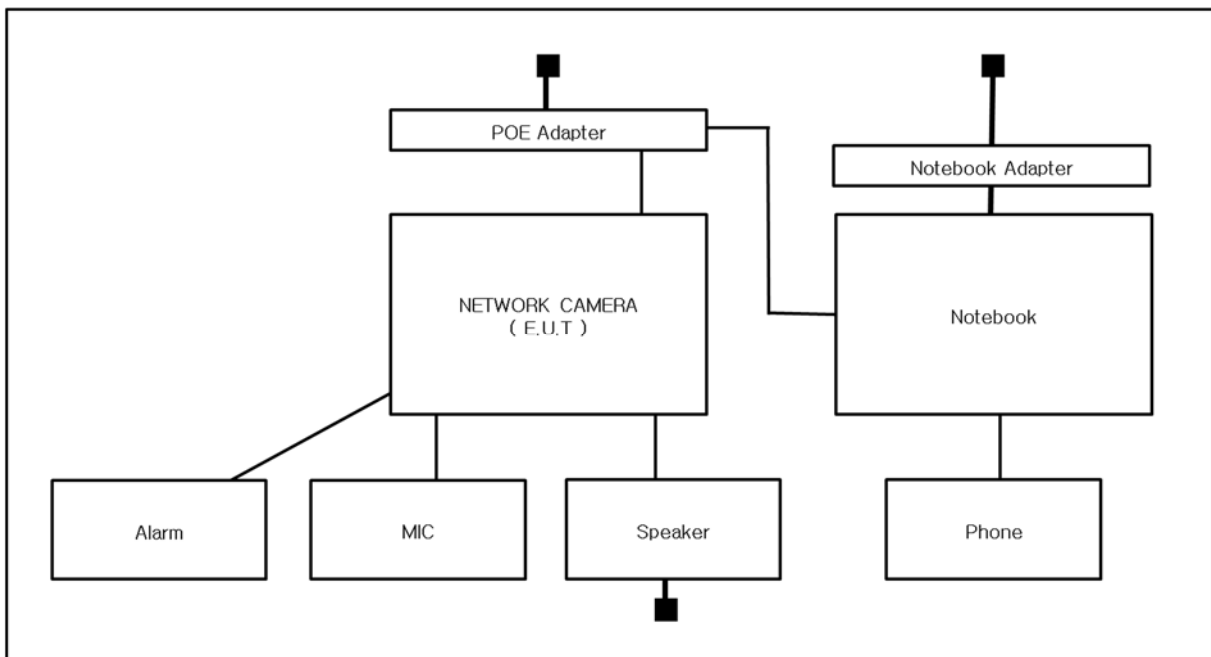 POE Adapter
Notebook Adapter
NETWORK CAMERA
( E.U.T )
Notebook
Alarm
MIC
Speaker
Phone